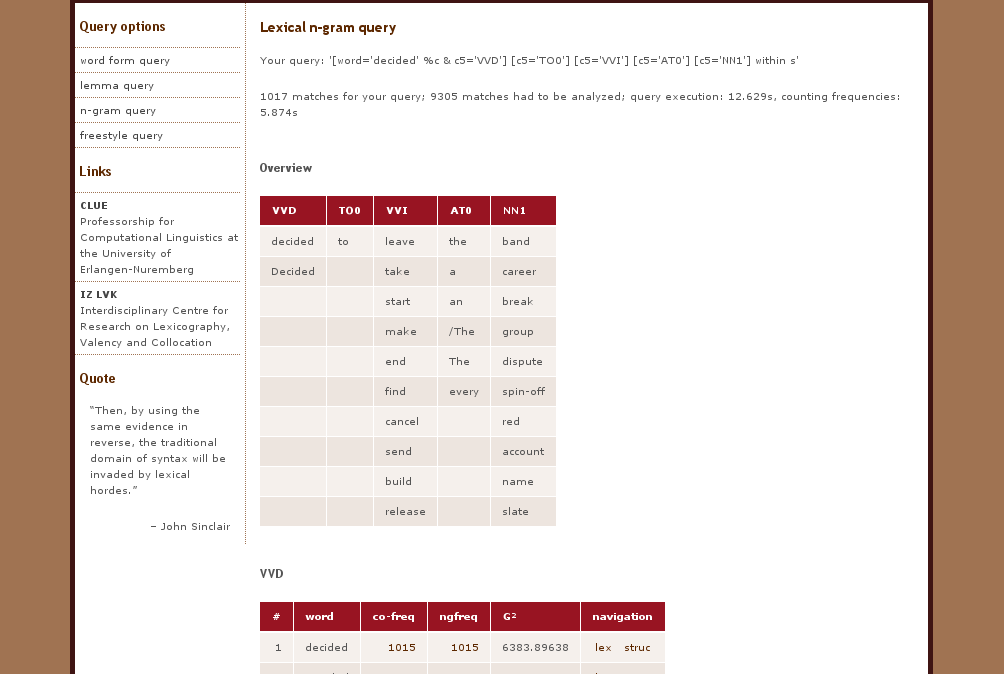 Query options
word form query
lemma query
n-gram query
freestyle query
Links
CLUE
Professorship for
Computational Linguistics at
the University of
Erlangen-Nuremberg
IZ LVK
Interdisciplinary Centre for
Research on Lexicography,
Valency and Collocation
Quote
“Then, by using the
same evidence in
reverse, the traditional
domain of syntax will be
invaded by lexical
hordes.”
– John Sinclair
Lexical n-gram query
Your query: '[word='decided' %c & c5='VVD'] [c5='TO0'] [c5='VVI'] [c5='AT0'] [c5='NN1'] within s'
1017 matches for your query; 9305 matches had to be analyzed; query execution: 12.629s, counting frequencies:
5.874s
Overview
VVD TO0 VVI AT0 NN1
decided to leave the band
Decided take a career
start an break
make /The group
end The dispute
find every spin-off
cancel red
send account
build name
release slate
VVD
# word co-freq ngfreq G² navigation
1 decided 1015 1015 6383.89638 lex struc